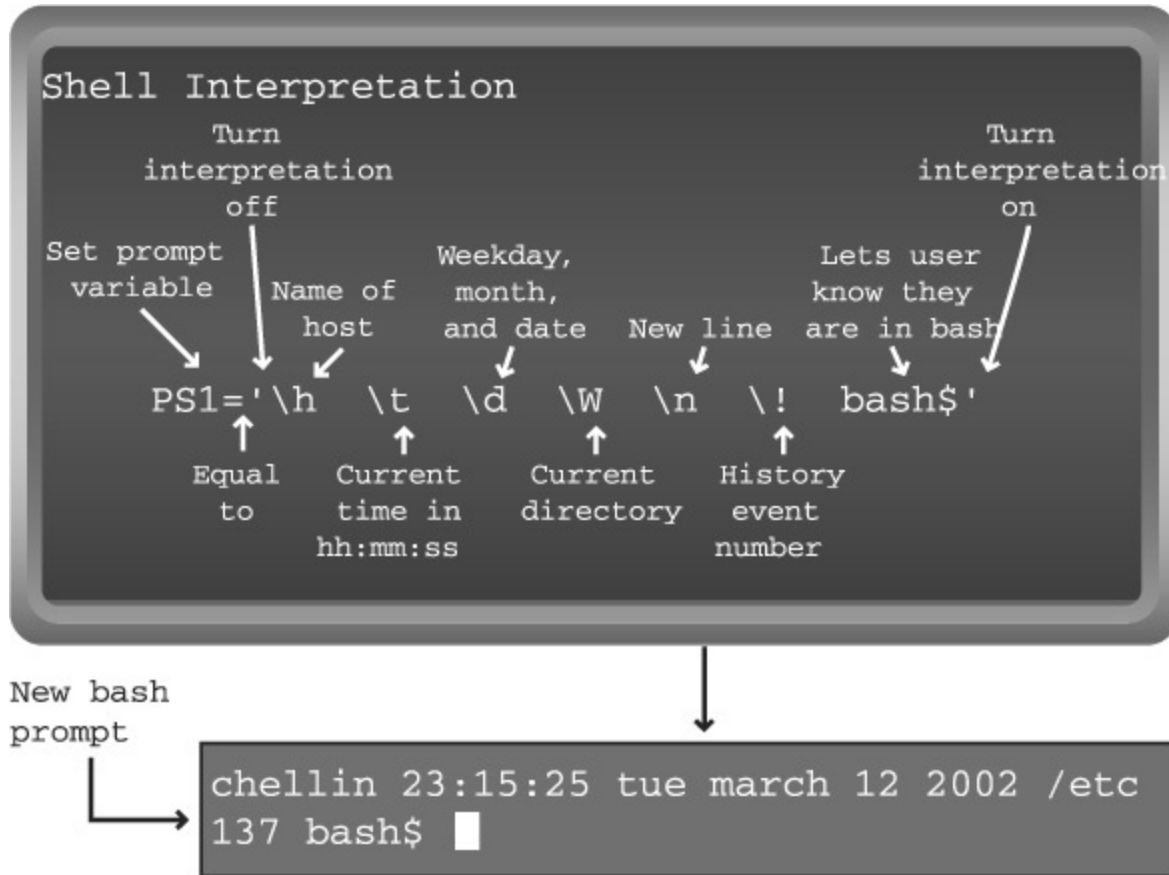 Shell Interpretation
Turn
interpretation
off
Turn
interpretation
on
Set prompt
variable
Name of
host
Weekday,
month,
and date
New line
Lets user
know they
are in bash
PS1='\h \t \d \W \n \! bash$'
Equal
to
Current
time in
hh:mm:ss
Current
directory
History
event
number
New bash
prompt
chellin 23:15:25 tue march 12 2002 /etc
137 bash$